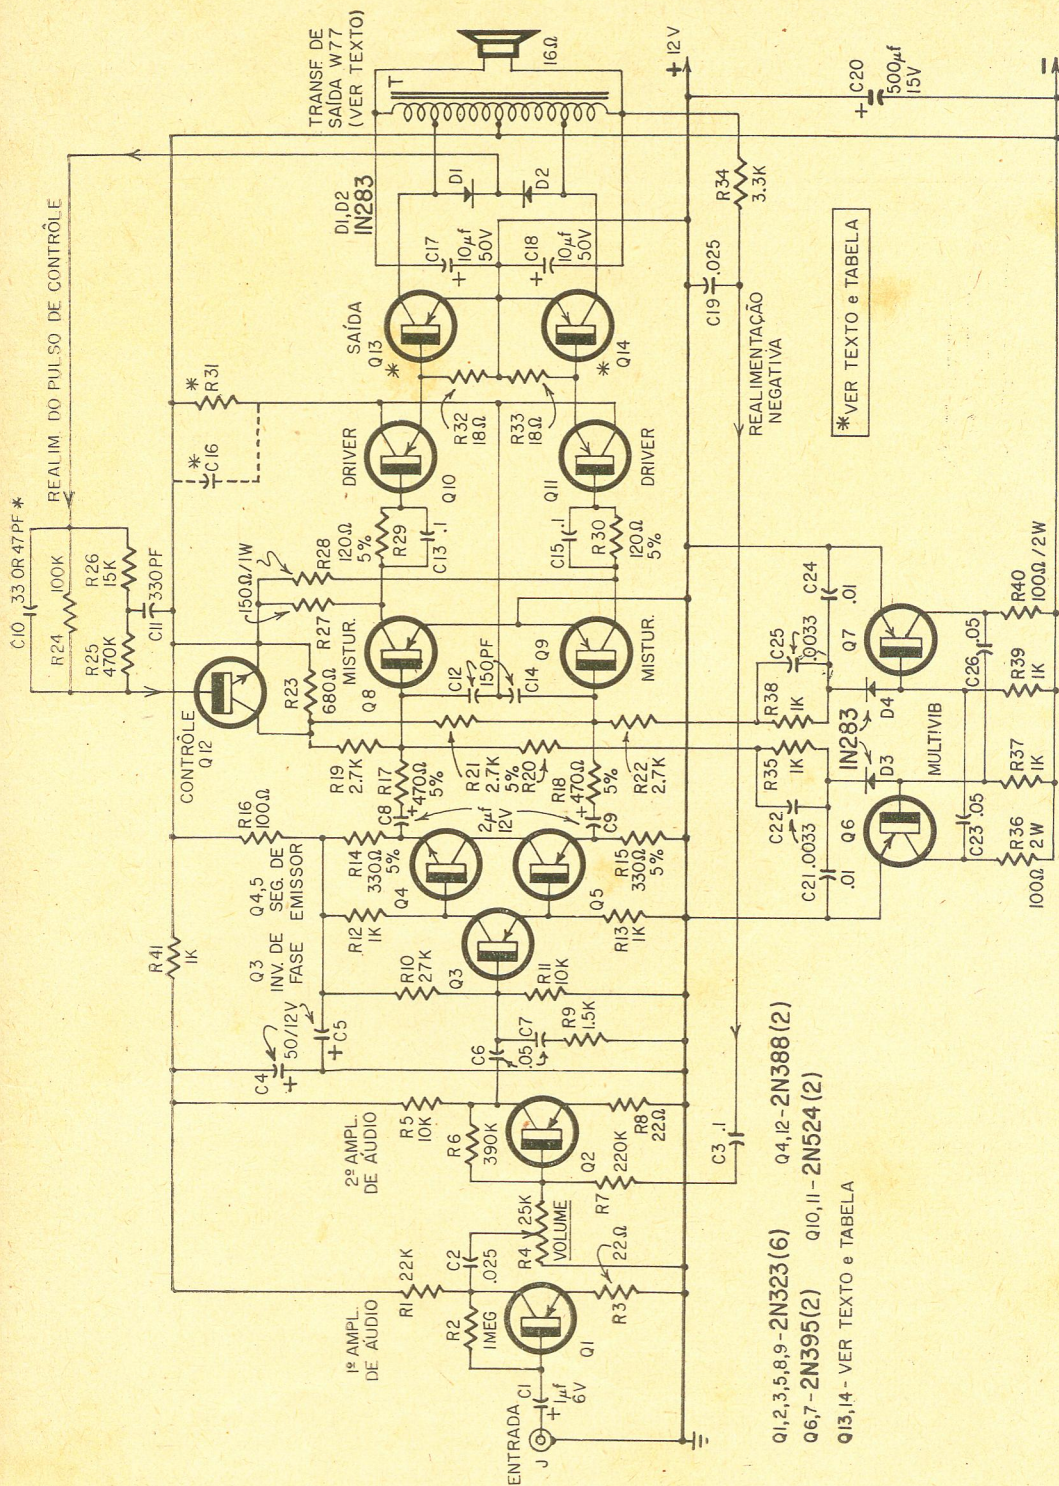 ENTRADA
J
C1
+
1µf
6V
1º AMPL.
DE ÁUDIO
R1
22K
R2
1MEG
Q1
R3
22Ω
C2
.025
R4
25K
VOLUME
2º AMPL.
DE ÁUDIO
R5
10K
R6
390K
Q2
R7
220K
R8
22Ω
C3
.1
C4
+
50/12V
+
C5
C6
.05
C7
R9
1.5K
R41
1K
Q3
INV. DE
FASE
Q4,5
SEG. DE
EMISSOR
R10
27K
R11
10K
Q3
R12
1K
R13
1K
R16
100Ω
R14
330Ω
5%
Q4
Q5
R15
330Ω
5%
C8
+
2µf
12V
C9
+
R17
470Ω
5%
R18
470Ω
5%
R19
2.7K
R21
2.7K
5%
R20
R22
2.7K
CONTRÔLE
Q12
R23
680Ω
C10
33 OR 47PF *
R24
100K
R25
470K
R26
15K
C11
330PF
REALIM DO PULSO DE CONTRÔLE
150Ω/1W
R27
R28
MISTUR.
Q8
C12
150PF
C14
Q9
MISTUR.
120Ω
5%
R29
C13
.1
C15
.1
R30
120Ω
5%
DRIVER
Q10
Q11
DRIVER
*
C16
*
R31
R32
18Ω
R33
18Ω
SAÍDA
Q13
*
Q14
*
D1,D2
IN283
C17
+
10µf
50V
C18
+
10µf
50V
D1
D2
TRANSF. DE
SAÍDA W77
(VER TEXTO)
T
16Ω
+12V
C20
+
500µf
15V
R34
3.3K
C19
.025
REALIMENTAÇÃO
NEGATIVA
*VER TEXTO e TABELA
C21
.01
C22
.0033
R35
1K
R38
1K
C25
.0033
C24
.01
Q6
D3
IN283
D4
Q7
MULTIVIB
C23
.05
C26
.05
R36
100Ω
2W
R37
1K
R39
1K
R40
100Ω/2W
Q1,2,3,5,8,9-2N323(6)
Q4,12-2N388(2)
Q6,7-2N395(2)
Q10,11-2N524(2)
Q13,14-VER TEXTO e TABELA